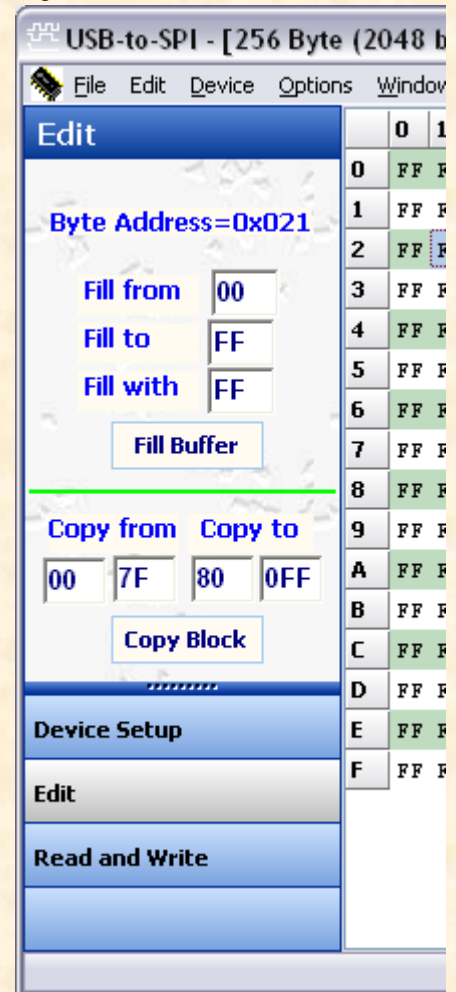 USB-to-SPI - [256 Byte (2048 b
File Edit Device Options Window
Edit
Byte Address=0x021
Fill from 00
Fill to FF
Fill with FF
Fill Buffer
Copy from Copy to
00 7F 80 0FF
Copy Block
Device Setup
Edit
Read and Write
0 1
0 FF F
1 FF F
2 FF F
3 FF F
4 FF F
5 FF F
6 FF F
7 FF F
8 FF F
9 FF F
A FF F
B FF F
C FF F
D FF F
E FF F
F FF F